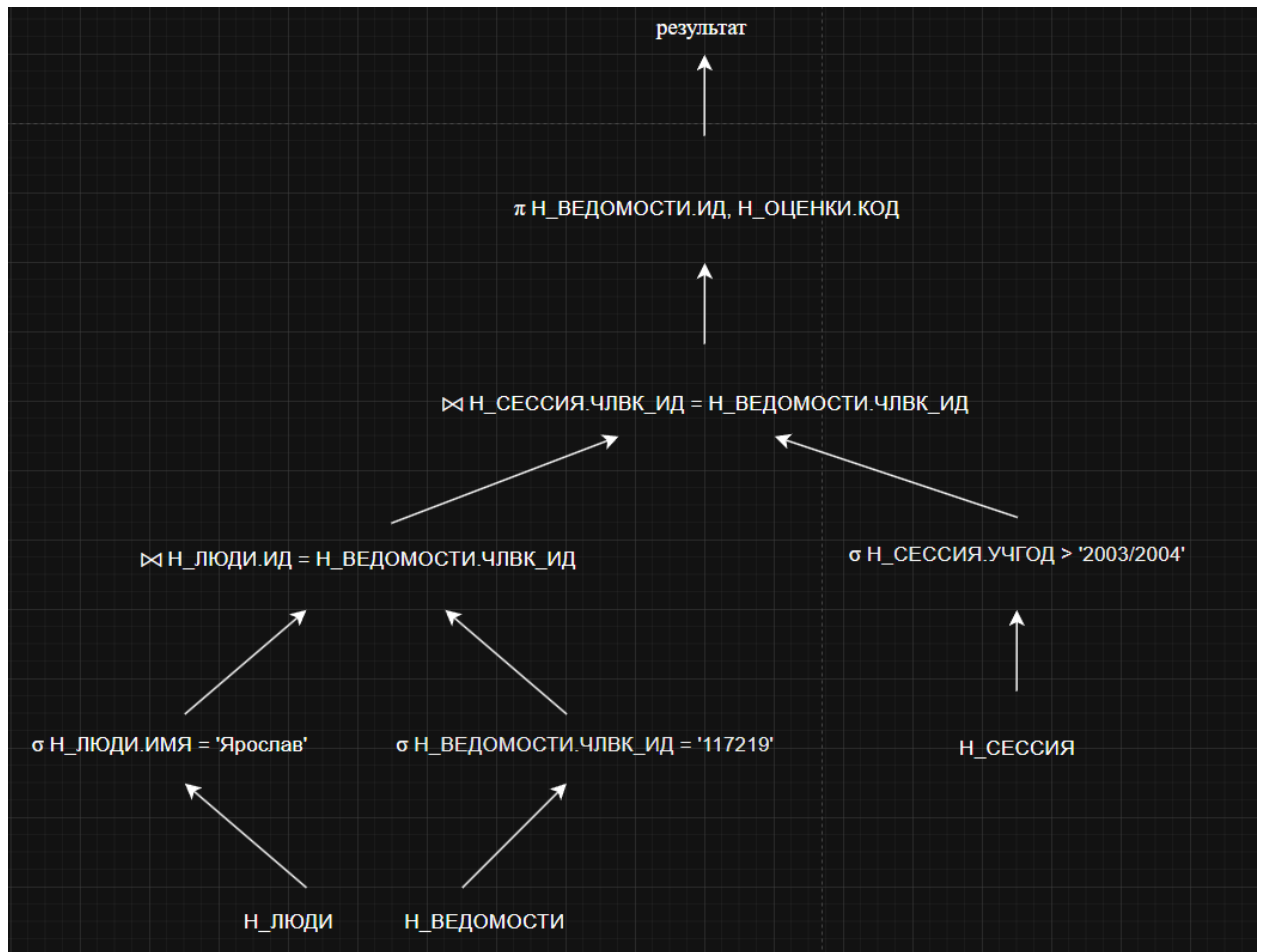 результат
π Н_ВЕДОМОСТИ.ИД, Н_ОЦЕНКИ.КОД
⋈ Н_СЕССИЯ.ЧЛВК_ИД = Н_ВЕДОМОСТИ.ЧЛВК_ИД
⋈ Н_ЛЮДИ.ИД = Н_ВЕДОМОСТИ.ЧЛВК_ИД
σ Н_СЕССИЯ.УЧГОД > '2003/2004'
σ Н_ЛЮДИ.ИМЯ = 'Ярослав'
σ Н_ВЕДОМОСТИ.ЧЛВК_ИД = '117219'
Н_СЕССИЯ
Н_ЛЮДИ
Н_ВЕДОМОСТИ